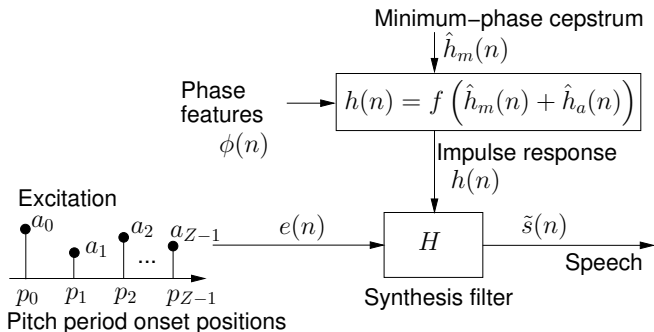 Minimum−phase cepstrum
ĥ_m(n)
Phase
features
ϕ(n)
h(n) = f (ĥ_m(n) + ĥ_a(n))
Impulse response
h(n)
Excitation
a_0
a_1
a_2
...
a_{Z-1}
e(n)
H
s̃(n)
Speech
p_0
p_1
p_2
p_{Z-1}
Synthesis filter
Pitch period onset positions